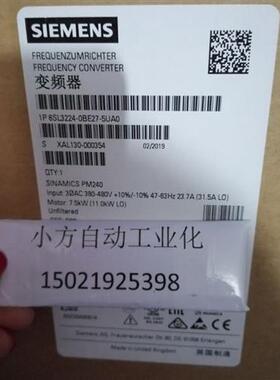 SIEMENS
FREQUENZUMRICHTER
FREQUENCY CONVERTER
变频器
1P 6SL3224-0BE27-5UA0
S XAL130-000354
02/2019
QTY:1
SINAMICS PM240
Input: 3ØAC 380-480V +10%/-10% 47-63Hz 23.7A (31.5A LO)
Motor: 7.5kW (11.0kW LO)
Unfiltered
小方自动工业化
15021925398
Made in United Kingdom
英国制造